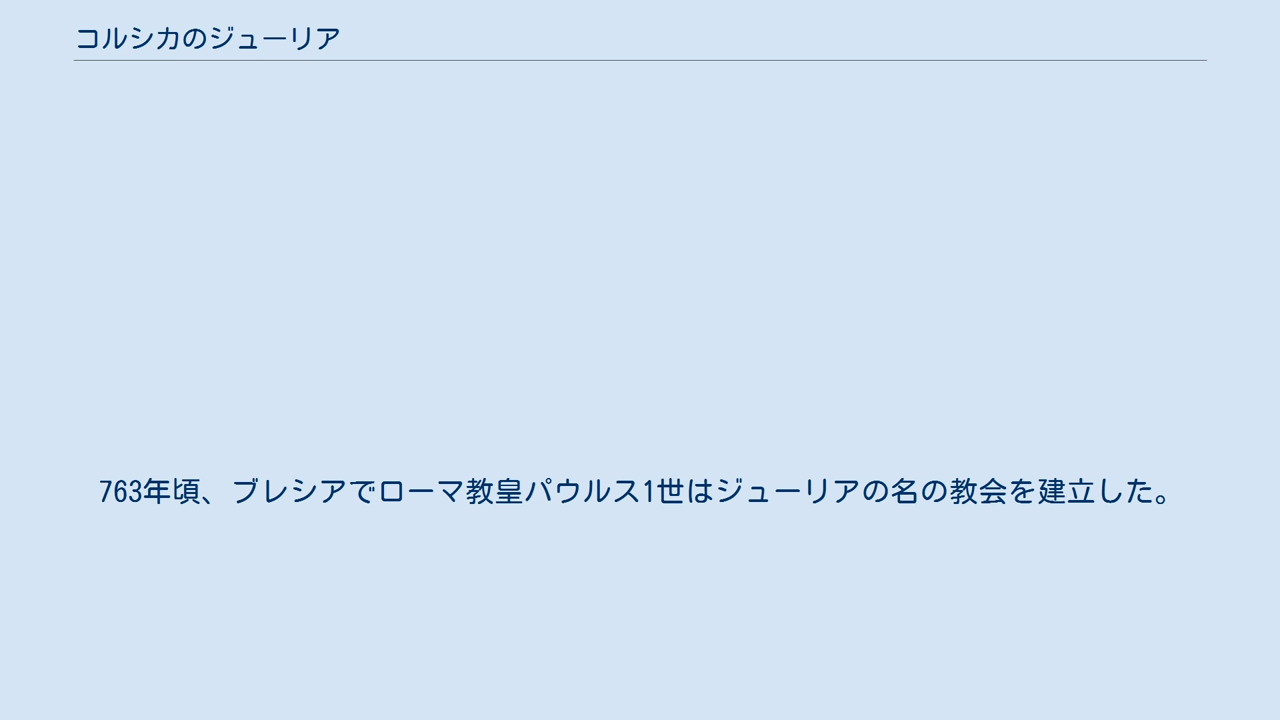 コルシカのジューリア
763年頃、ブレシアでローマ教皇パウルス1世はジューリアの名の教会を建立した。